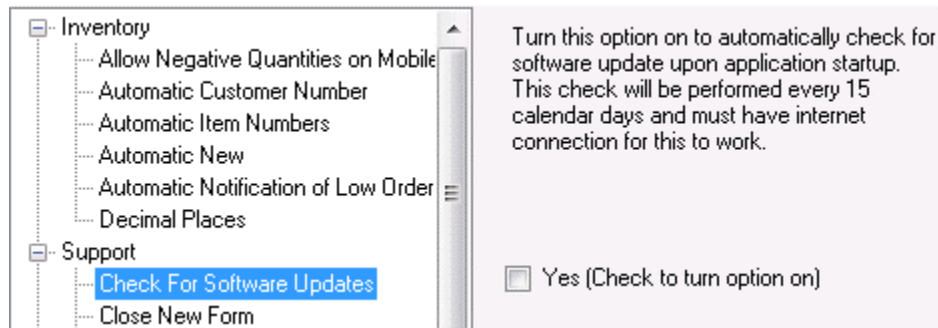 Inventory
Allow Negative Quantities on Mobile
Automatic Customer Number
Automatic Item Numbers
Automatic New
Automatic Notification of Low Order
Decimal Places
Support
Check For Software Updates
Close New Form
Turn this option on to automatically check for
software update upon application startup.
This check will be performed every 15
calendar days and must have internet
connection for this to work.
Yes (Check to turn option on)